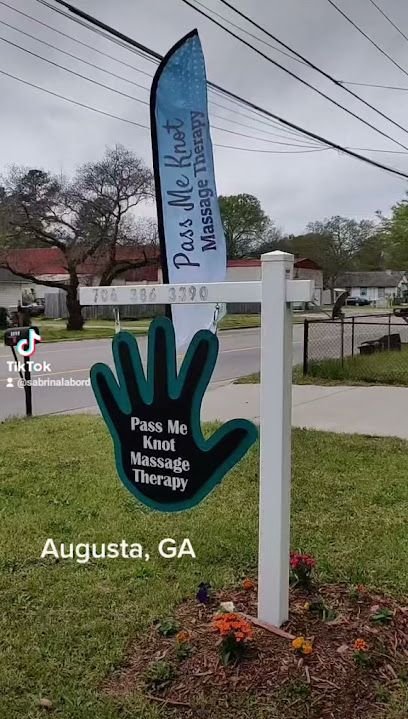 Pass Me Knot
Massage Therapy
706 386 3390
TikTok
@sabrinalabord
Pass Me
Knot
Massage
Therapy
Augusta, GA